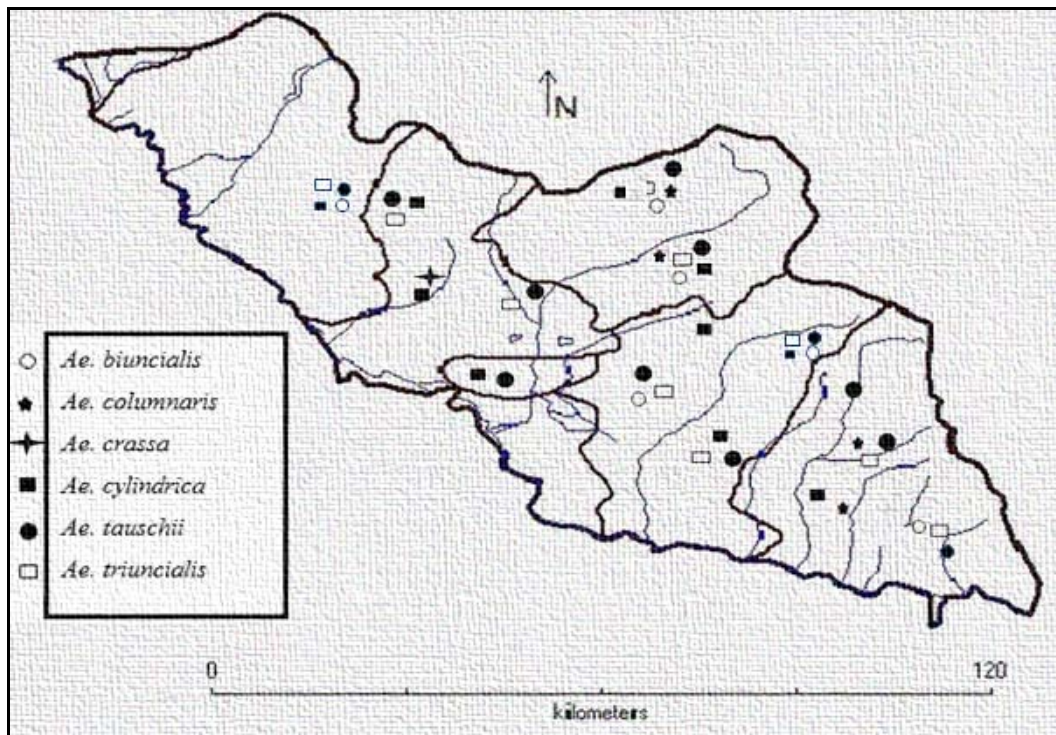 N
Ae. biuncialis
Ae. columnaris
Ae. crassa
Ae. cylindrica
Ae. tauschii
Ae. triuncialis
0 120
kilometers